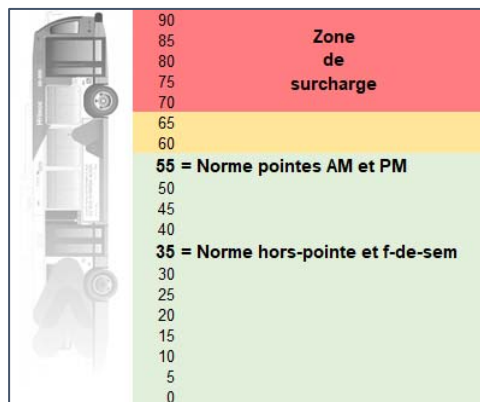 90
85 Zone
80 de
75 surcharge
70
65
60
55 = Norme pointes AM et PM
50
45
40
35 = Norme hors-pointe et f-de-sem
30
25
20
15
10
5
0